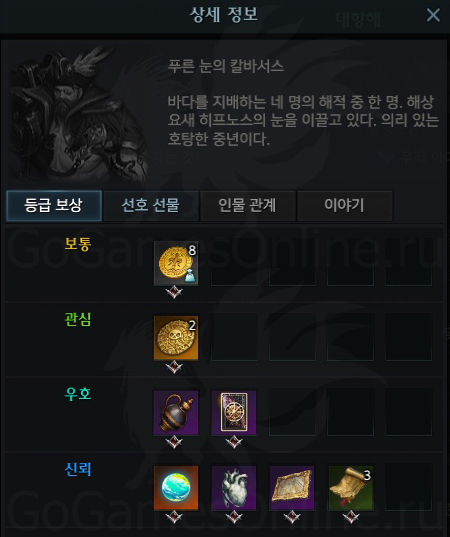 상세 정보
대항해
푸른 눈의 칼바서스
바다를 지배하는 네 명의 해적 중 한 명. 해상
요새 히프노스의 눈을 이끌고 있다. 의리 있는
호탕한 중년이다.
등급 보상 선호 선물 인물 관계 이야기
GoGamesOnline.ru
보통 8
관심 2
우호
신뢰 3
GoGamesOnline.ru